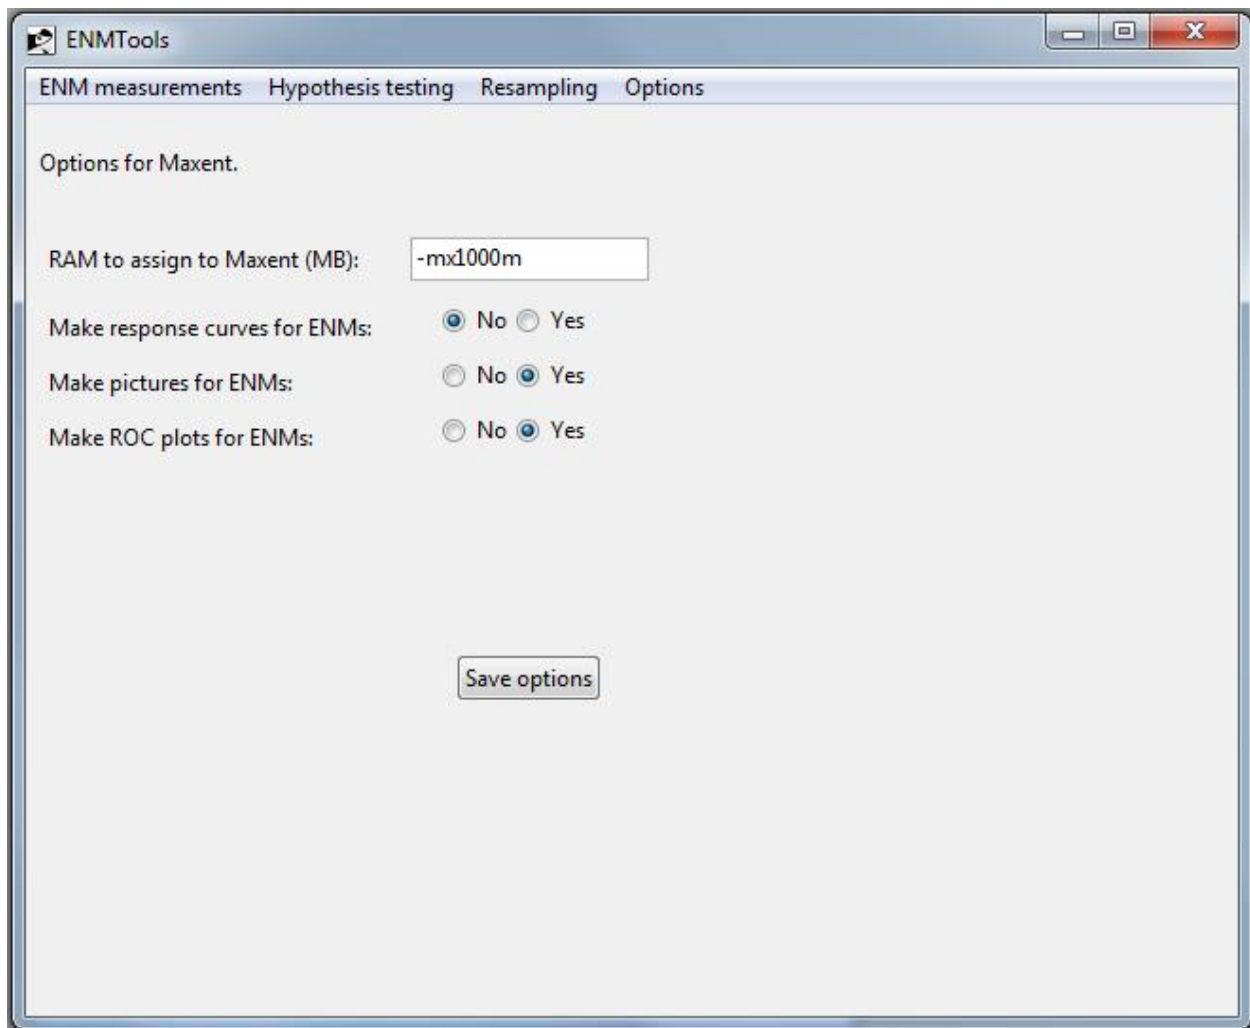 ENMTools
ENM measurements Hypothesis testing Resampling Options
Options for Maxent.
RAM to assign to Maxent (MB): -mx1000m
Make response curves for ENMs: No Yes
Make pictures for ENMs: No Yes
Make ROC plots for ENMs: No Yes
Save options